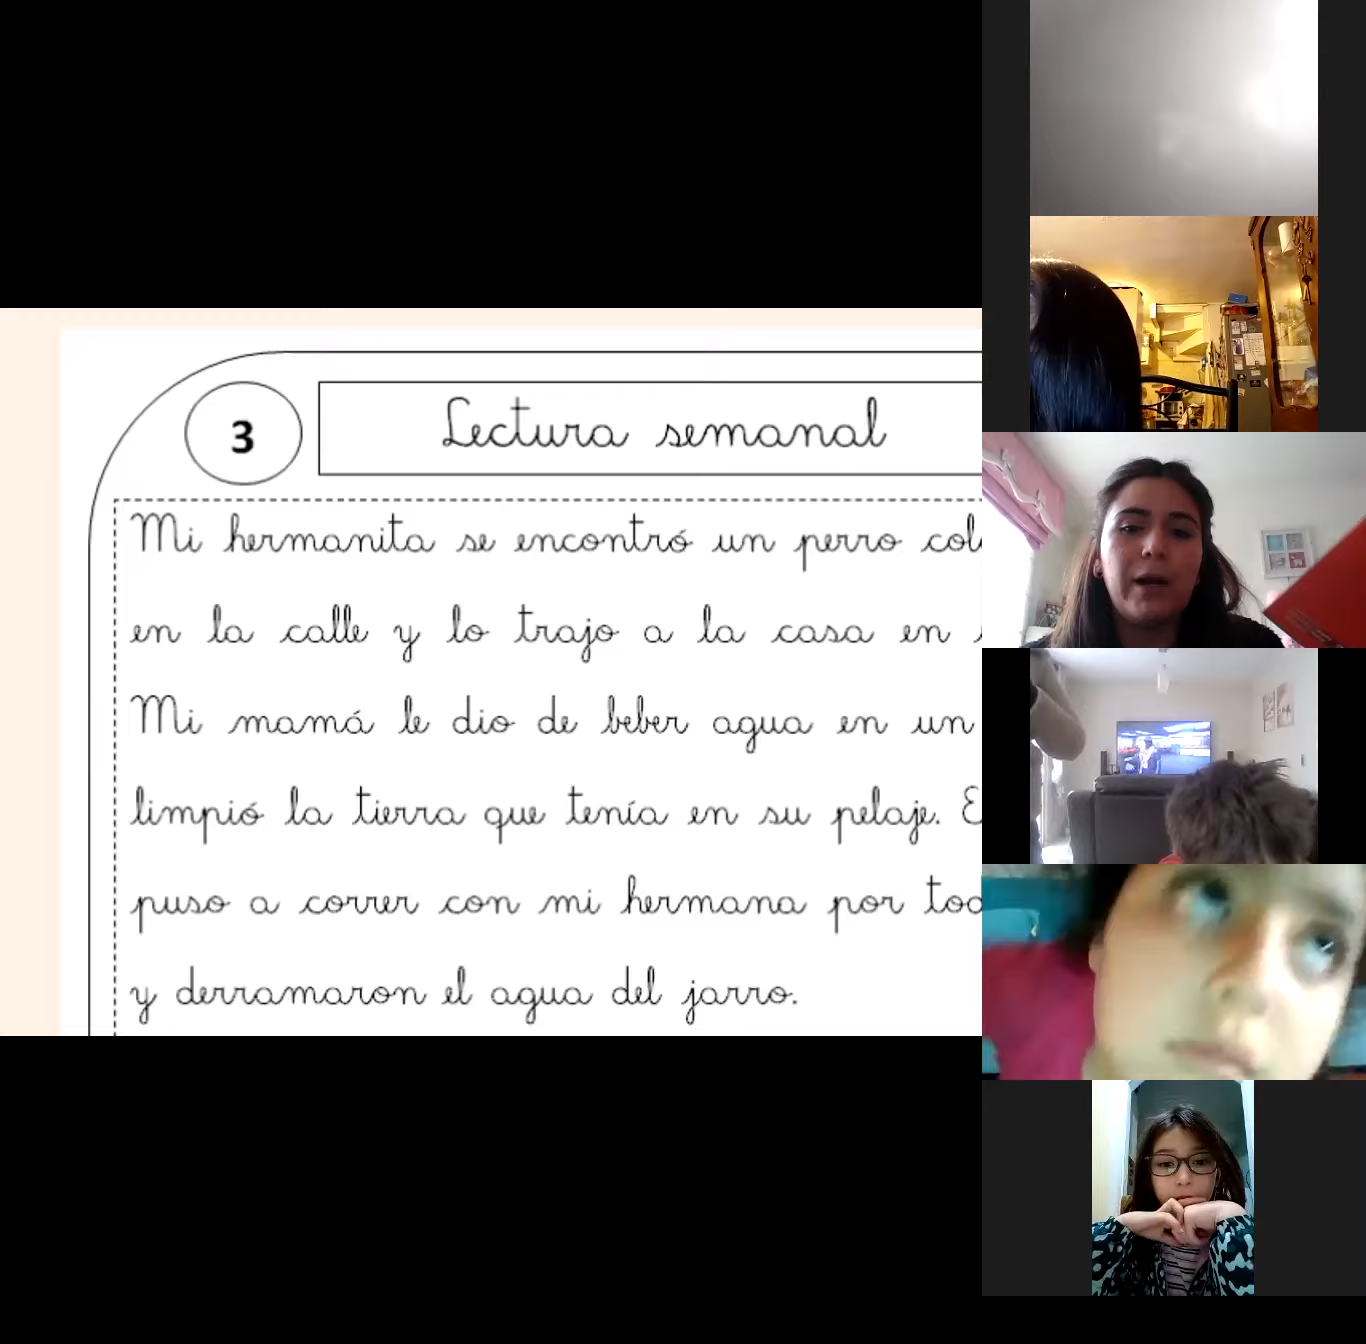 3
Lectura semanal
Mi hermanita se encontró un perro
en la calle y lo trajo a la casa en
Mi mamá le dio de beber agua en un
limpió la tierra que tenía en su pelaje.
puso a correr con mi hermana por
y derramaron el agua del jarro.